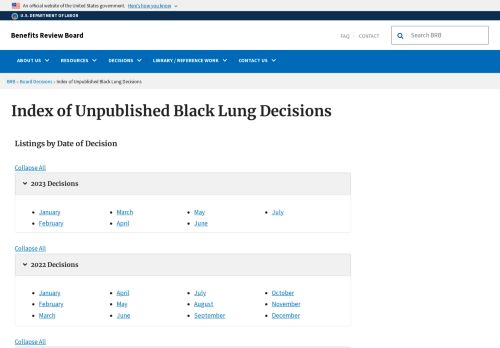 An official website of the United States government. Here's how you know
U.S. DEPARTMENT OF LABOR
Benefits Review Board
FAQ
CONTACT
Search BRB
ABOUT US
RESOURCES
DECISIONS
LIBRARY / REFERENCE WORK
CONTACT US
BRB › Board Decisions › Index of Unpublished Black Lung Decisions
Index of Unpublished Black Lung Decisions
Listings by Date of Decision
Collapse All
2023 Decisions
• January • March • May • July
• February • April • June
Collapse All
2022 Decisions
• January • April • July • October
• February • May • August • November
• March • June • September • December
Collapse All